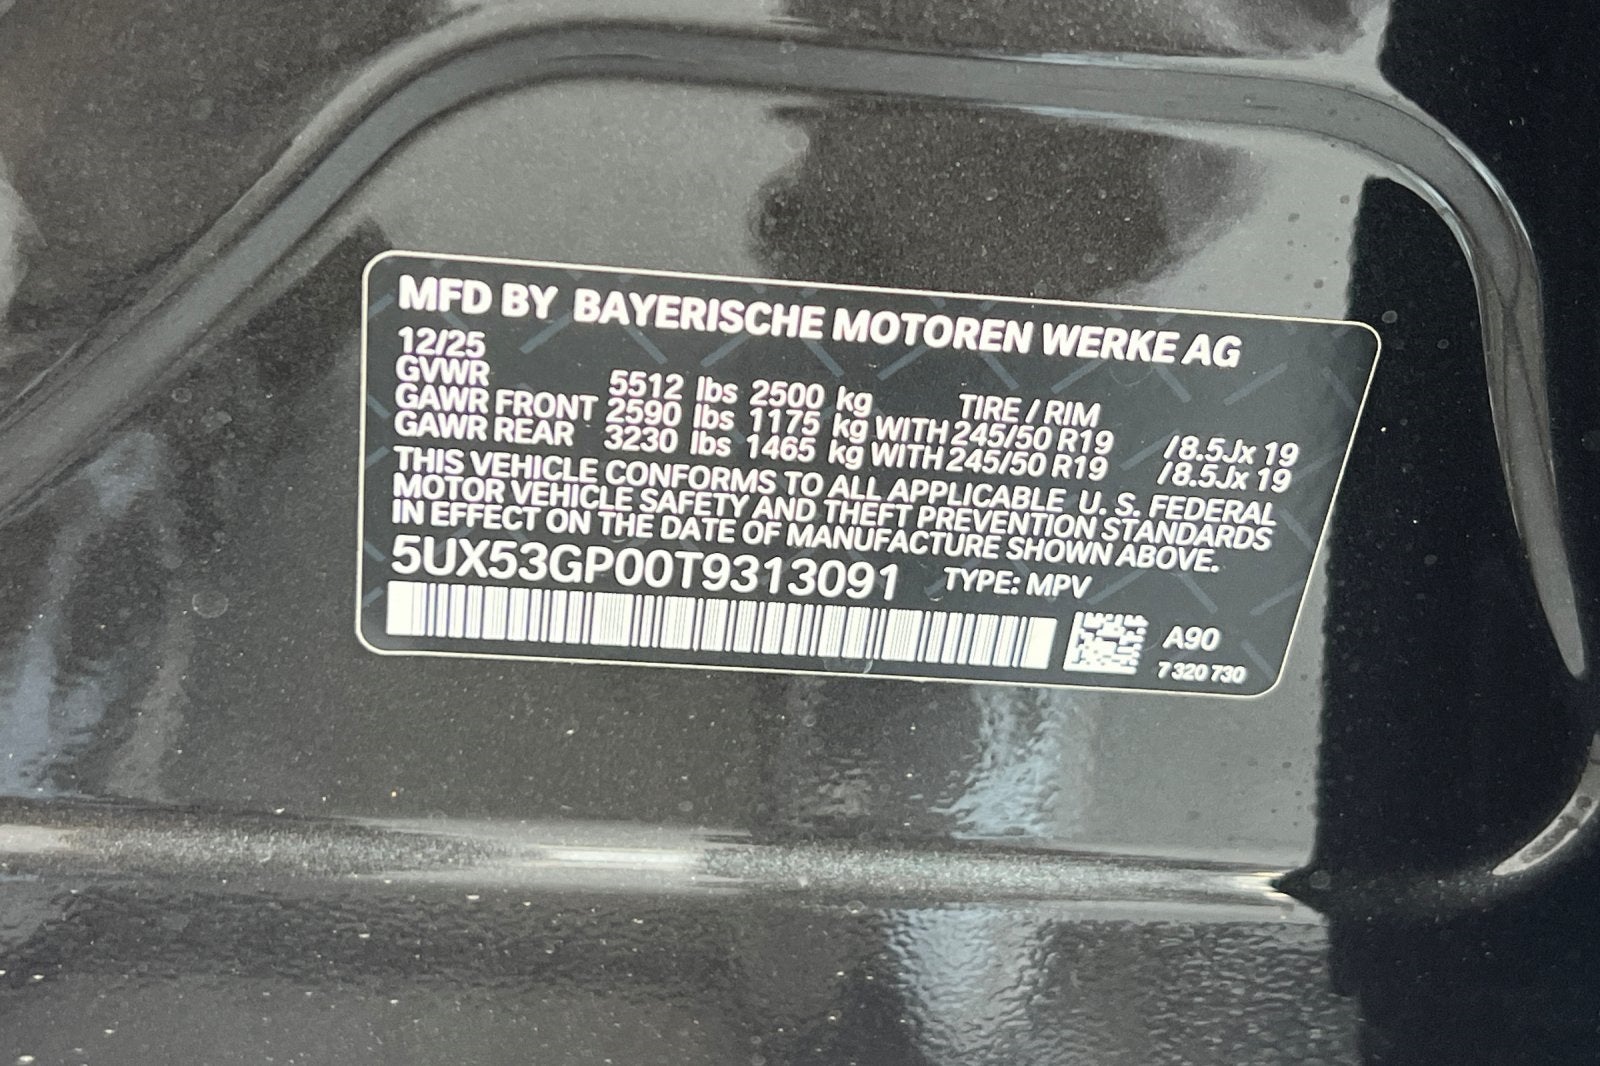 MFD BY BAYERISCHE MOTOREN WERKE AG
12/25
GVWR 5512 lbs 2500 kg TIRE / RIM
GAWR FRONT 2590 lbs 1175 kg WITH 245/50 R19 /8.5Jx 19
GAWR REAR 3230 lbs 1465 kg WITH 245/50 R19 /8.5Jx 19
THIS VEHICLE CONFORMS TO ALL APPLICABLE U. S. FEDERAL
MOTOR VEHICLE SAFETY AND THEFT PREVENTION STANDARDS
IN EFFECT ON THE DATE OF MANUFACTURE SHOWN ABOVE.
5UX53GP00T9313091 TYPE: MPV
A90
7 320 730